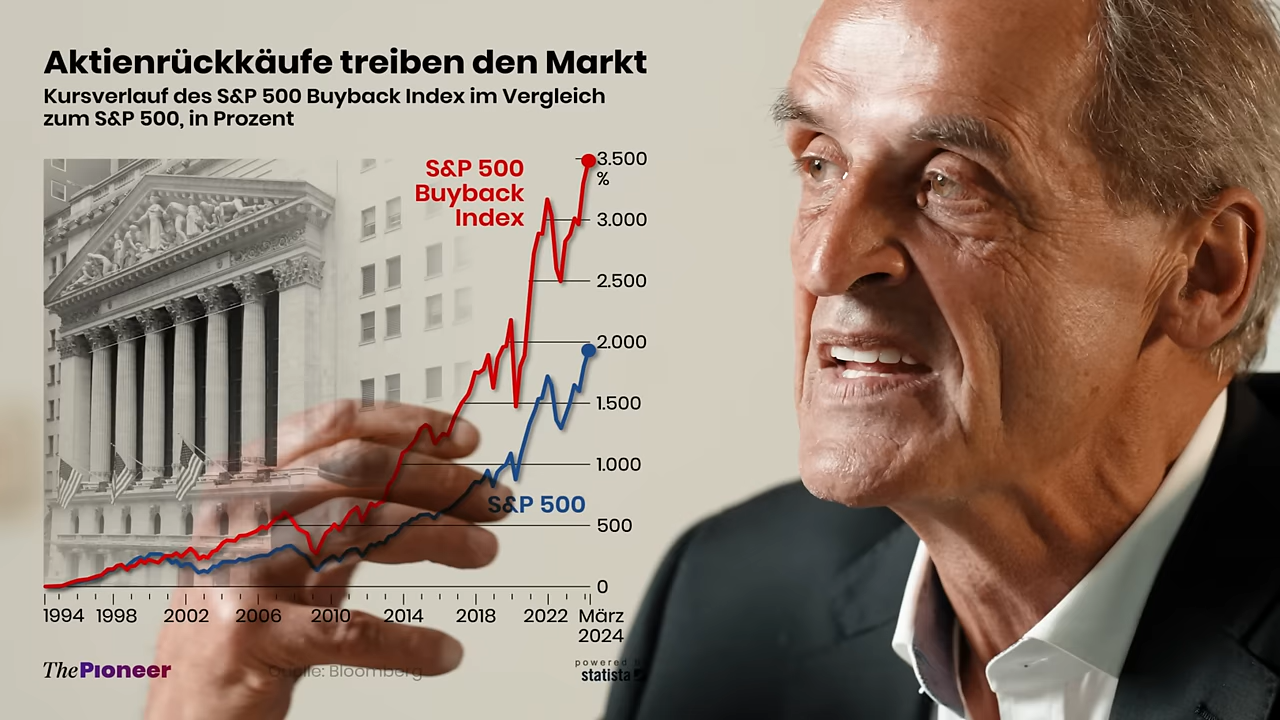 Aktienrückkäufe treiben den Markt
Kursverlauf des S&P 500 Buyback Index im Vergleich
zum S&P 500, in Prozent
S&P 500
Buyback
Index
3.500
%
3.000
2.500
2.000
1.500
1.000
S&P 500
500
0
1994 1998 2002 2006 2010 2014 2018 2022 März
2024
ThePioneer
Quelle: Bloomberg
powered b
statista